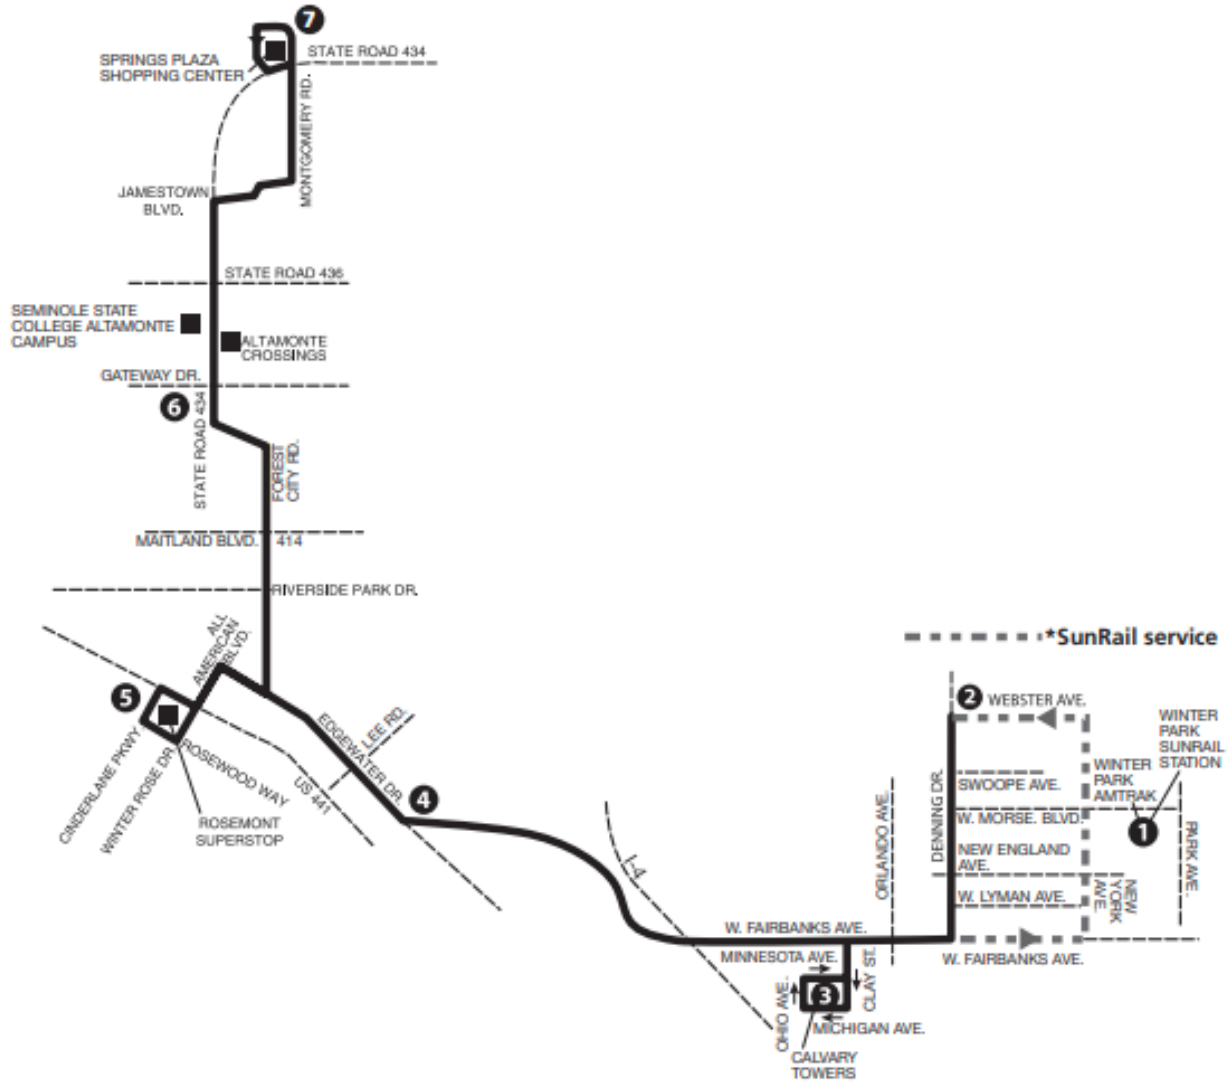 7
STATE ROAD 434
SPRINGS PLAZA
SHOPPING CENTER
MONTGOMERY RD.
JAMESTOWN
BLVD.
STATE ROAD 436
SEMINOLE STATE
COLLEGE ALTAMONTE
CAMPUS
ALTAMONTE
CROSSINGS
GATEWAY DR.
6
STATE ROAD 434
FOREST
CITY RD.
MAITLAND BLVD.
414
RIVERSIDE PARK DR.
ALL
AMERICAN
BLVD.
5
CINDERLANE PKWY
WINTER ROSE DR.
ROSEWOOD WAY
US 441
ROSEMONT
SUPERSTOP
EDGEWATER DR.
LEE RD.
4
I-4
*SunRail service
2
WEBSTER AVE.
WINTER
PARK
SUNRAIL
STATION
WINTER
PARK
AMTRAK
1
SWOOPE AVE.
W. MORSE. BLVD.
NEW ENGLAND
AVE.
W. LYMAN AVE.
NEW
YORK
AVE.
PARK AVE.
DENNING DR.
ORLANDO AVE.
W. FAIRBANKS AVE.
W. FAIRBANKS AVE.
MINNESOTA AVE.
CLAY ST.
3
OHIO AVE.
MICHIGAN AVE.
CALVARY
TOWERS